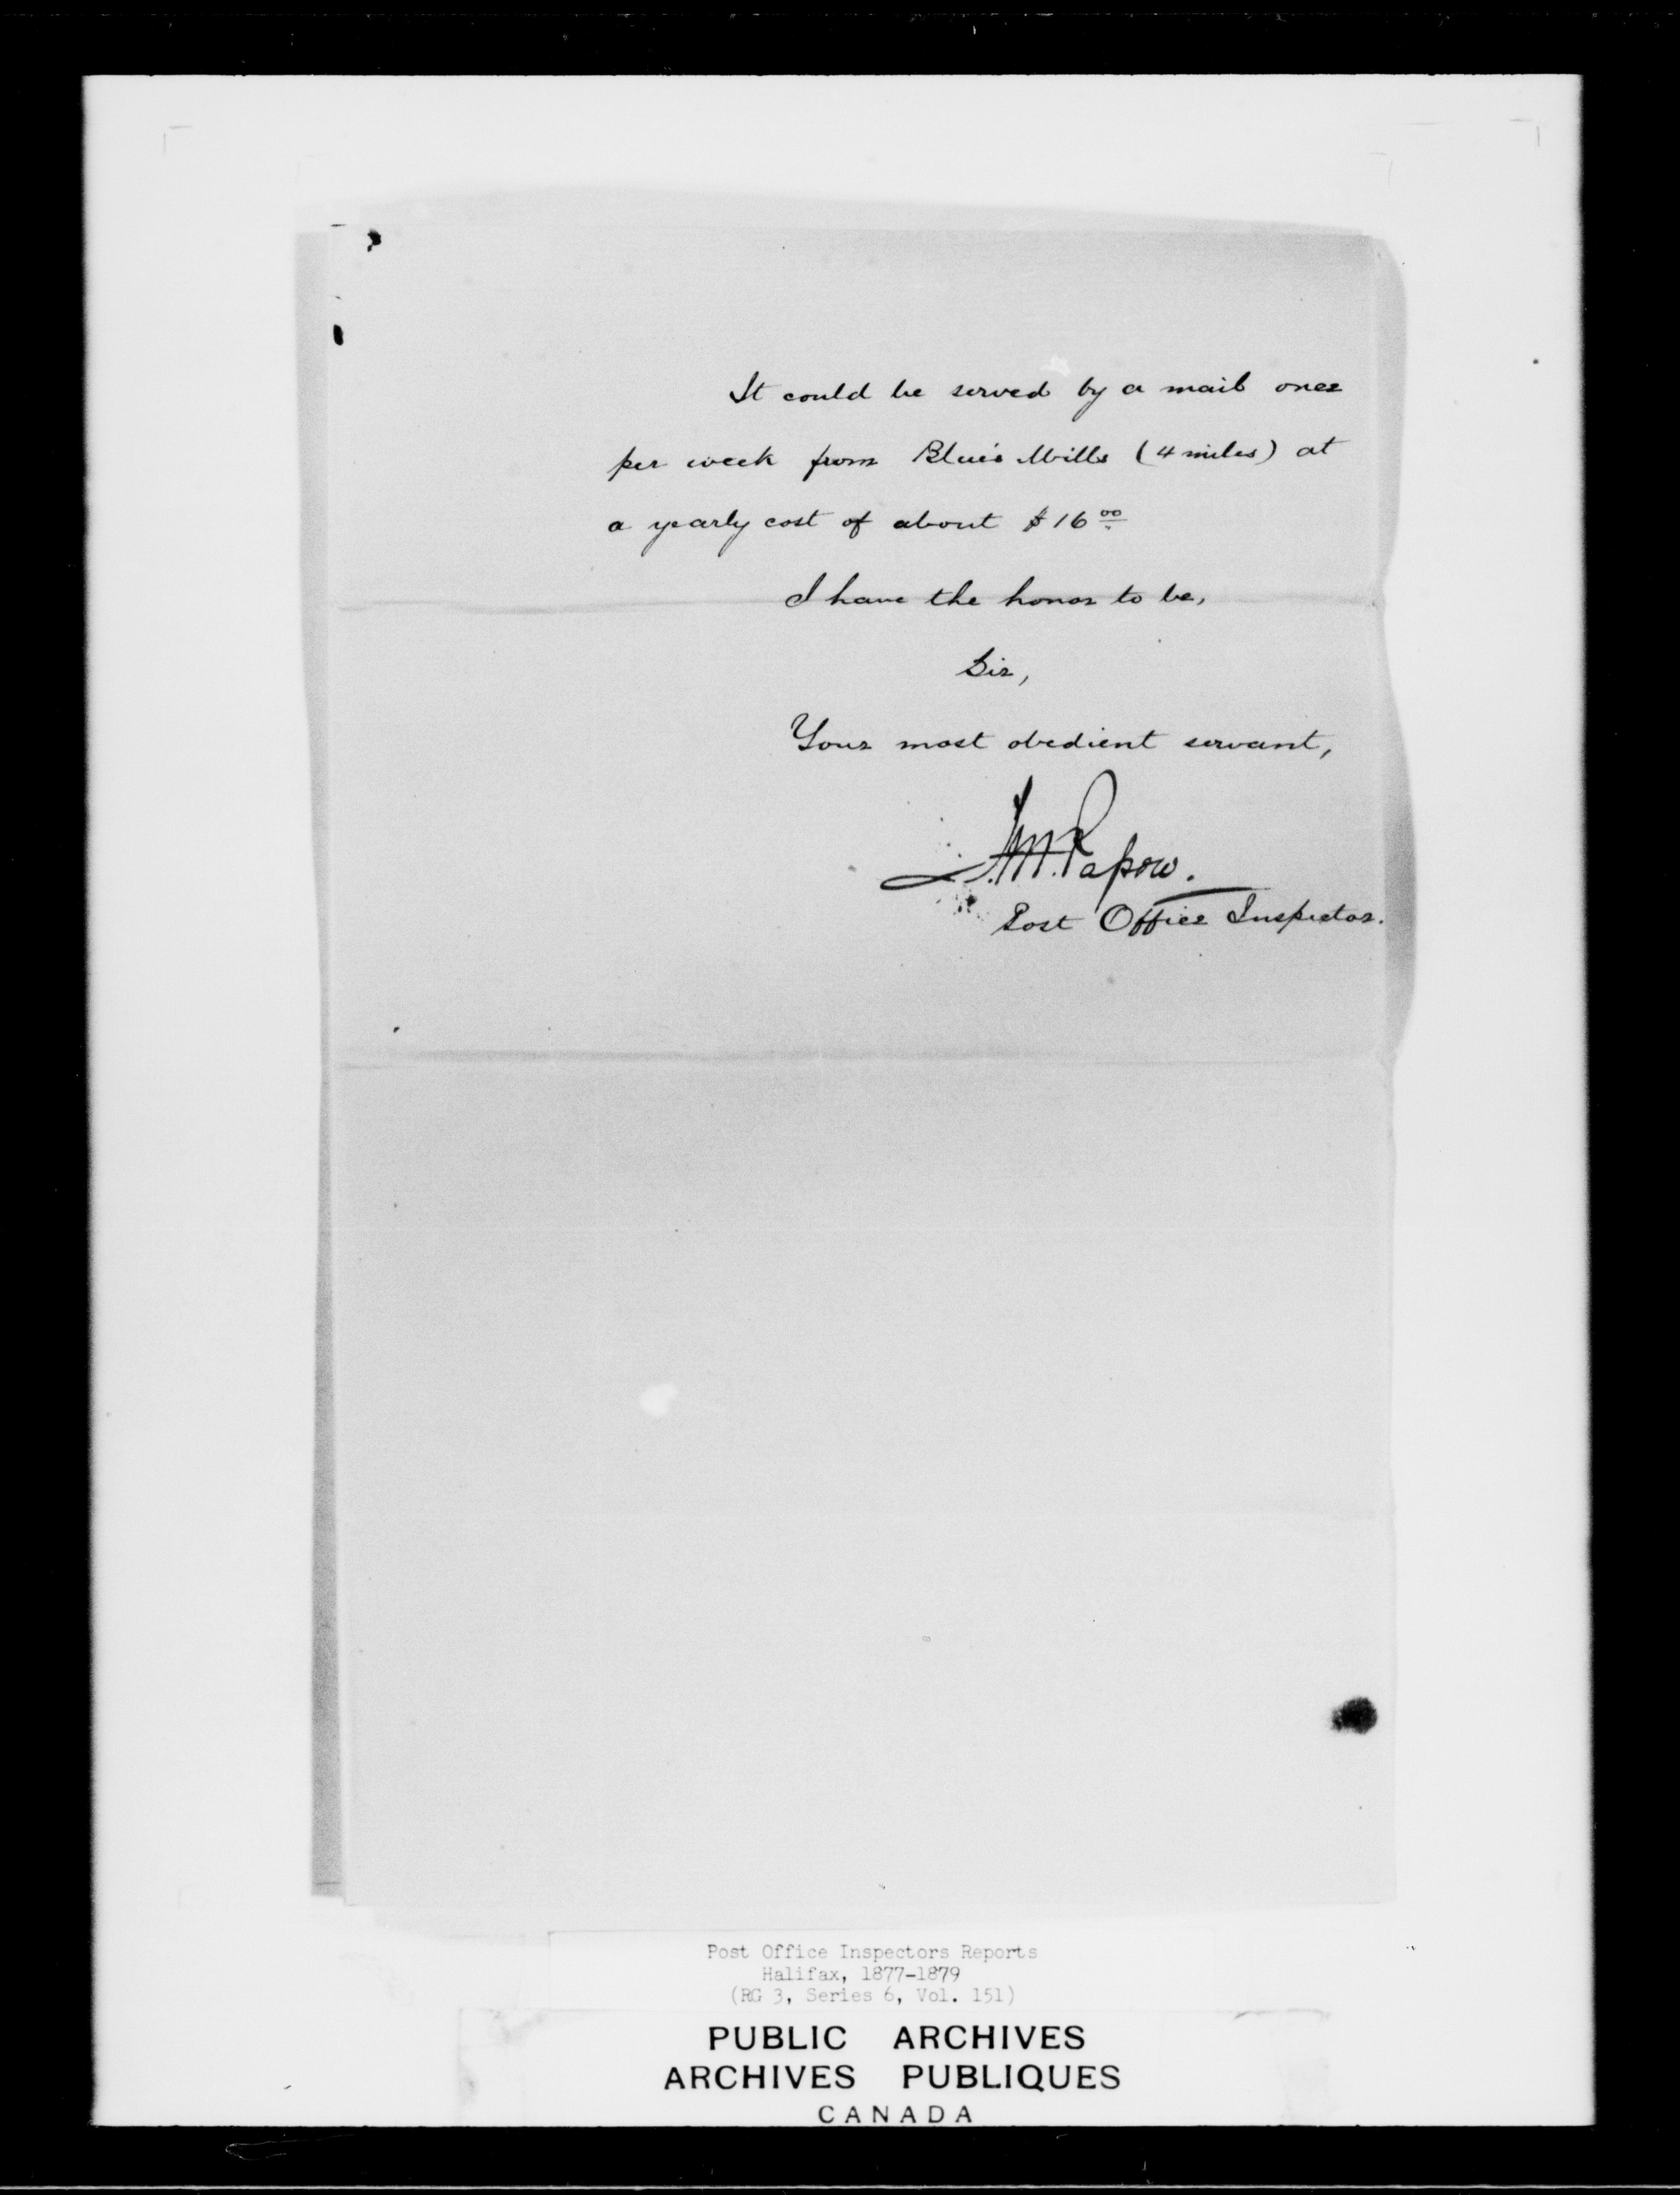 It could be served by a mail once
per week from Blue's Mills (4 miles) at
a yearly cost of about $16 00
I have the honor to be,
Sir,
Your most obedient servant,
Post Office Inspector.
Post Office Inspectors Reports
Halifax, 1877-1879
(RG 3, Series 6, Vol. 151)
PUBLIC ARCHIVES
ARCHIVES PUBLIQUES
CANADA